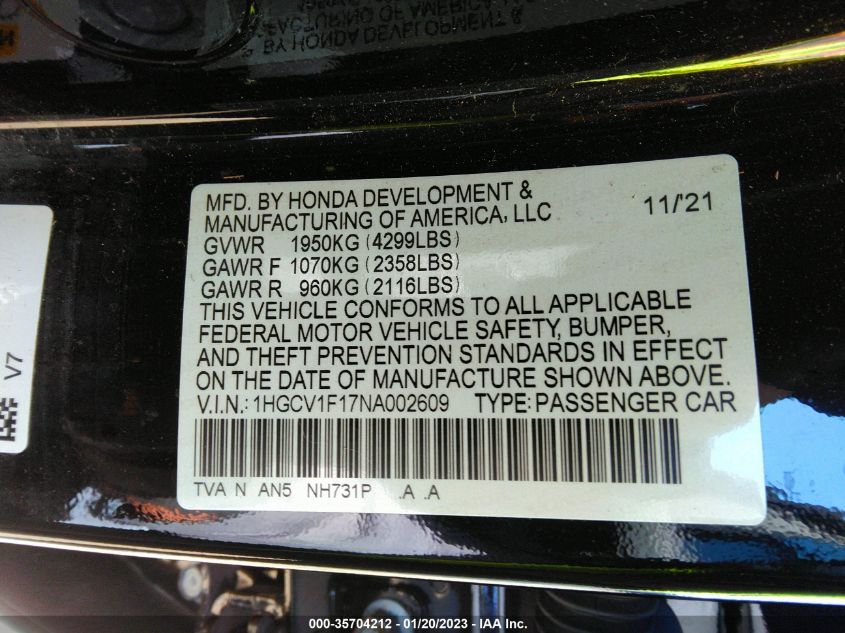 BY HONDA DEVELOPMENT &
MFD. BY HONDA DEVELOPMENT &
MANUFACTURING OF AMERICA, LLC 11/'21
GVWR 1950KG (4299LBS)
GAWR F 1070KG (2358LBS)
GAWR R 960KG (2116LBS)
THIS VEHICLE CONFORMS TO ALL APPLICABLE
FEDERAL MOTOR VEHICLE SAFETY, BUMPER,
AND THEFT PREVENTION STANDARDS IN EFFECT
ON THE DATE OF MANUFACTURE SHOWN ABOVE.
V.I.N.: 1HGCV1F17NA002609 TYPE: PASSENGER CAR
TVA N AN5 NH731P .A .A
V7
000-35704212 - 01/20/2023 - IAA Inc.